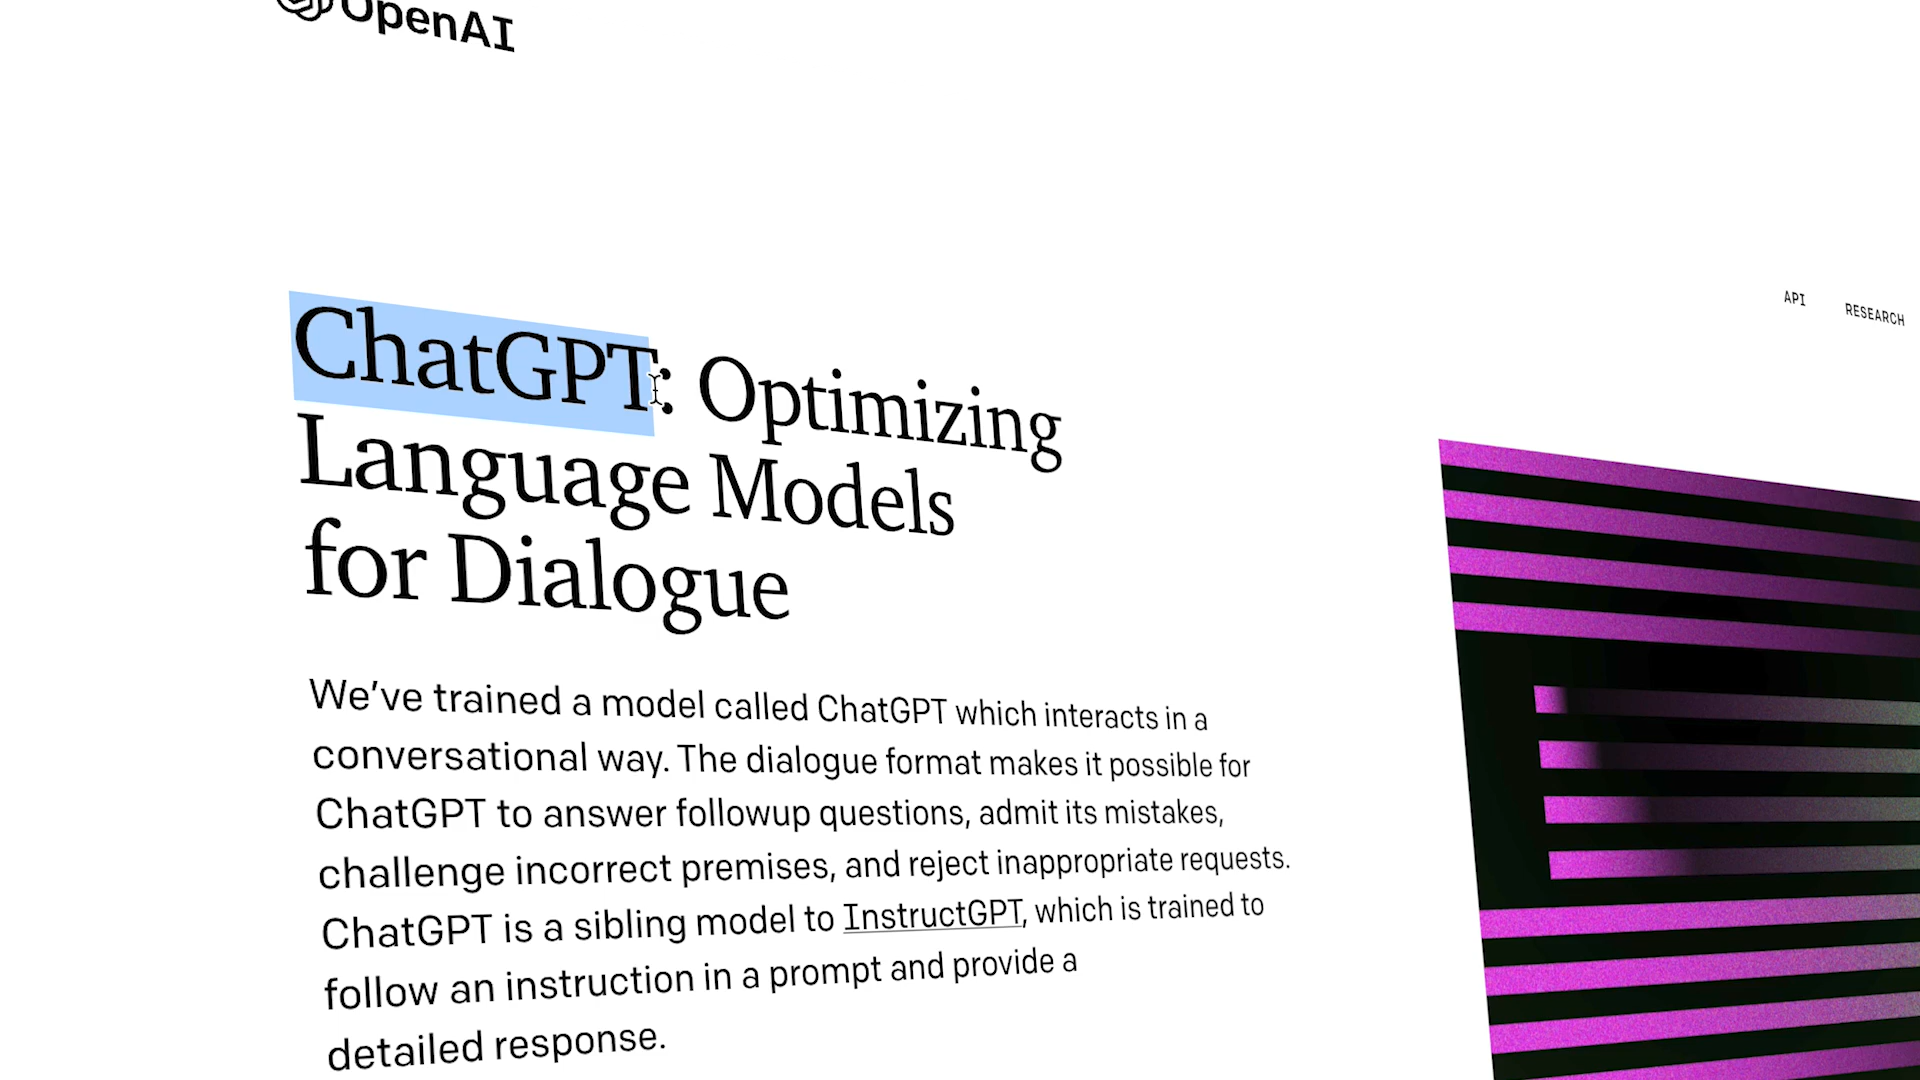 OpenAI
API RESEARCH
ChatGPT: Optimizing
Language Models
for Dialogue
We’ve trained a model called ChatGPT which interacts in a
conversational way. The dialogue format makes it possible for
ChatGPT to answer followup questions, admit its mistakes,
challenge incorrect premises, and reject inappropriate requests.
ChatGPT is a sibling model to InstructGPT, which is trained to
follow an instruction in a prompt and provide a
detailed response.